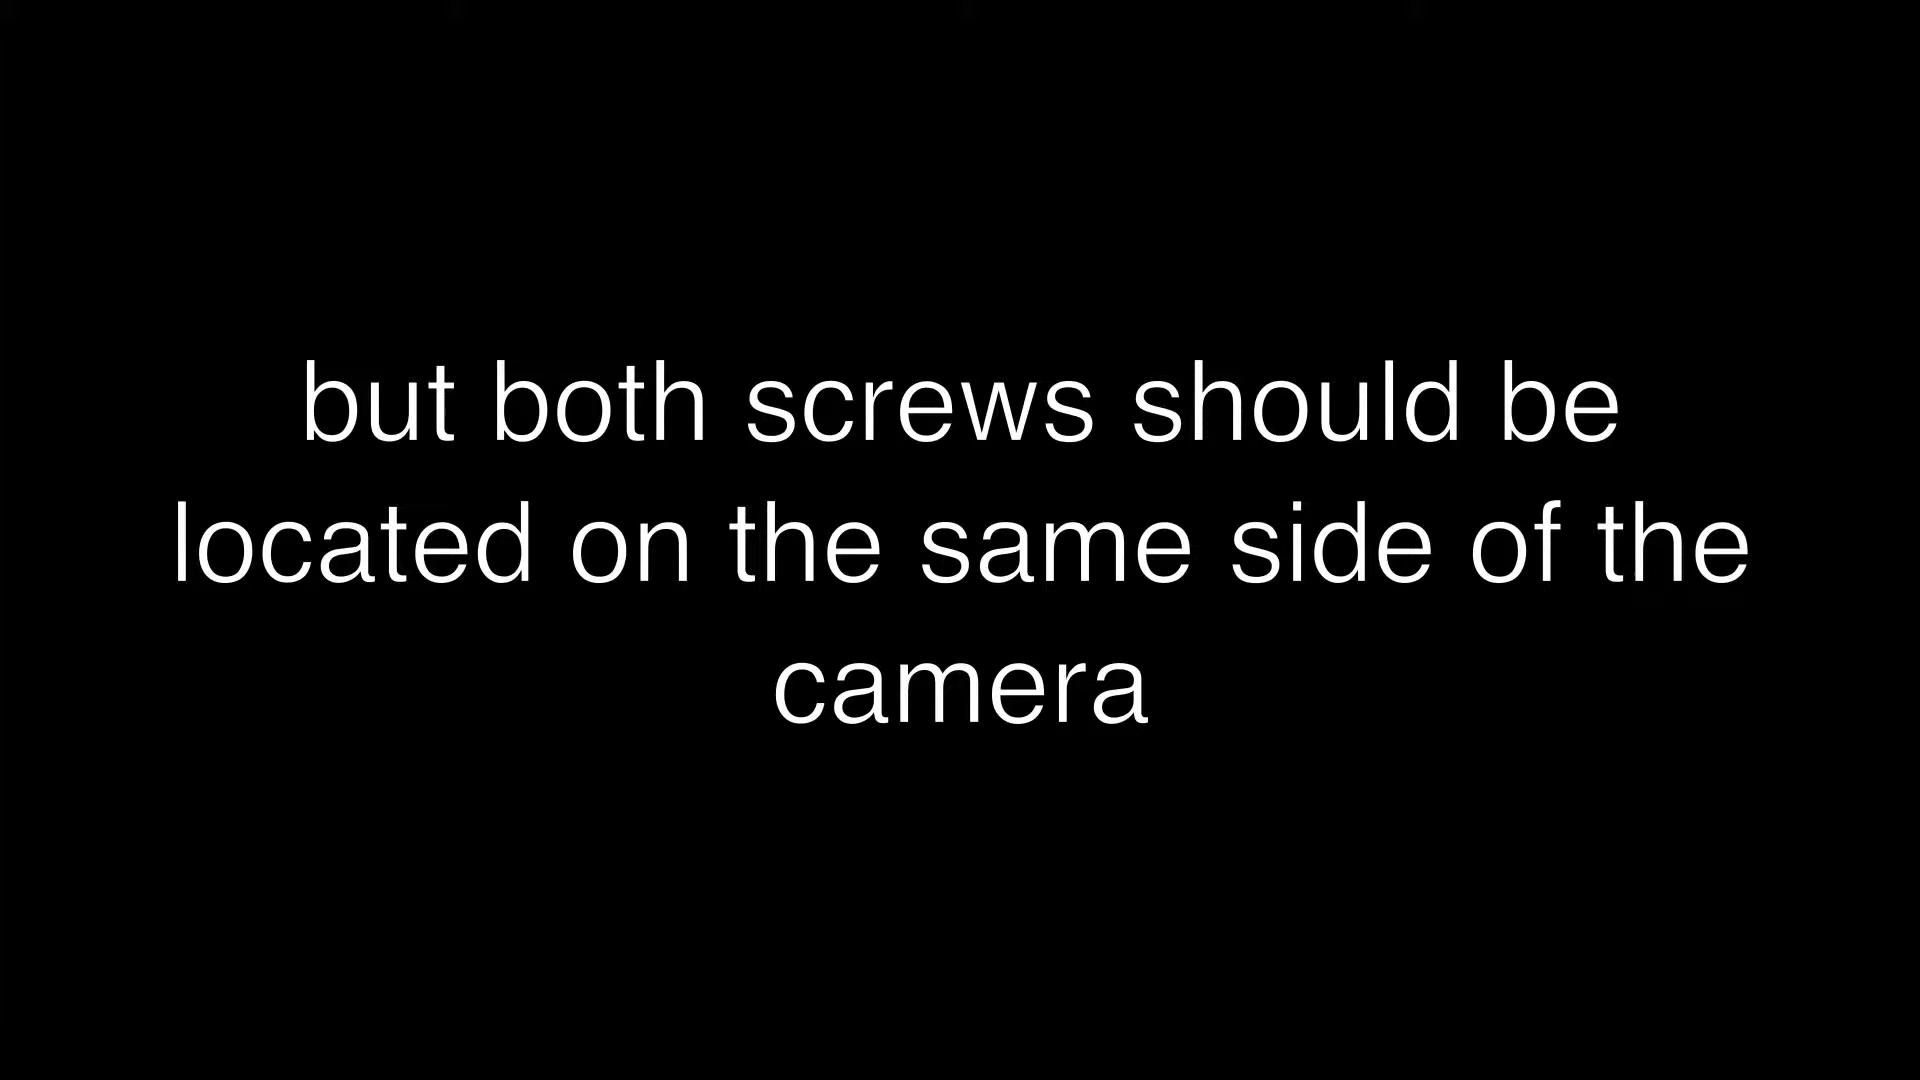 but both screws should be
located on the same side of the
camera